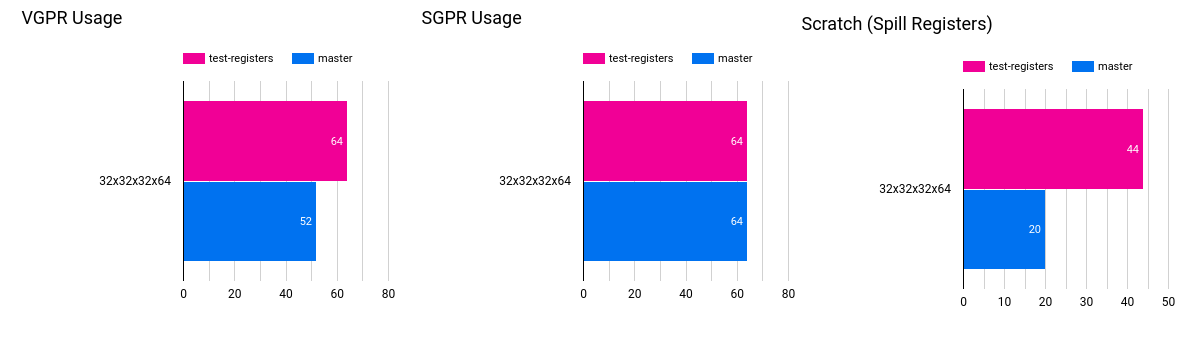 VGPR Usage
test-registers
master
64
32x32x32x64
52
0 20 40 60 80
SGPR Usage
test-registers
master
64
32x32x32x64
64
0 20 40 60 80
Scratch (Spill Registers)
test-registers
master
44
32x32x32x64
20
0 10 20 30 40 50